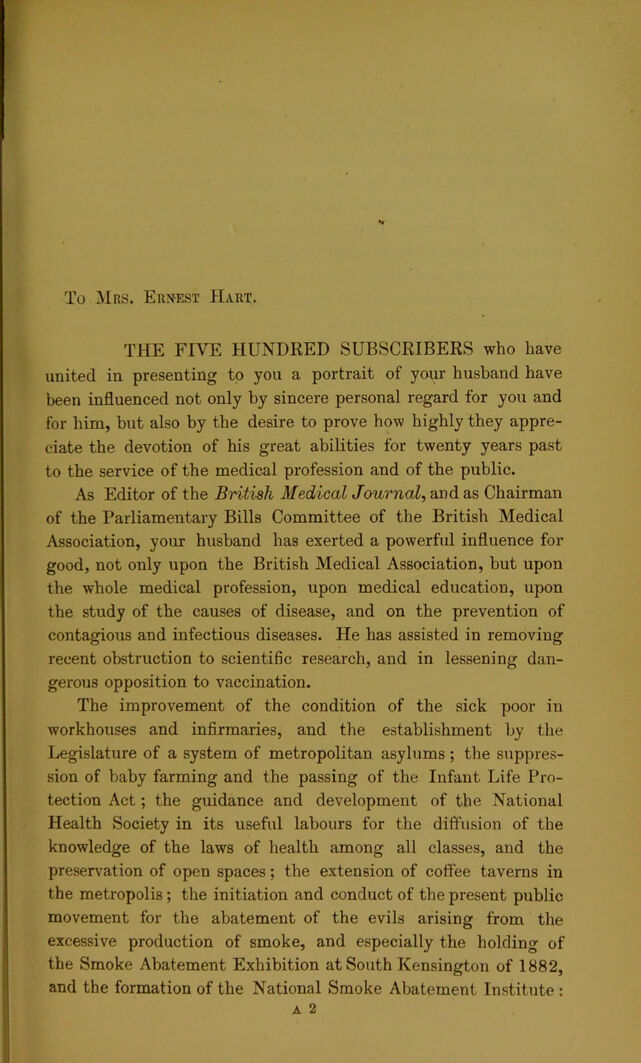 To Mrs. Ernest Hart.
THE FIVE HUNDRED SUBSCRIBERS who have
united in presenting to you a portrait of your husband have
been influenced not only by sincere personal regard for you and
for him, but also by the desire to prove how highly they appre-
ciate the devotion of his great abilities for twenty years past
to the service of the medical profession and of the public.
As Editor of the British Medical Journal, and as Chairman
of the Parliamentary Bills Committee of the British Medical
Association, your husband has exerted a powerful influence for
good, not only upon the British Medical Association, but upon
the whole medical profession, upon medical education, upon
the study of the causes of disease, and on the prevention of
contagious and infectious diseases. He has assisted in removing
recent obstruction to scientific research, and in lessening dan-
gerous opposition to vaccination.
The improvement of the condition of the sick poor in
workhouses and infirmaries, and the establishment by the
Legislature of a system of metropolitan asylums; the suppres-
sion of baby farming and the passing of the Infant Life Pro-
tection Act; the guidance and development of the National
Health Society in its useful labours for the diffusion of the
knowledge of the laws of health among all classes, and the
preservation of open spaces; the extension of coffee taverns in
the metropolis; the initiation and conduct of the present public
movement for the abatement of the evils arising from the
excessive production of smoke, and especially the holding of
the Smoke Abatement Exhibition at South Kensington of 1882,
and the formation of the National Smoke Abatement Institute:
A 2